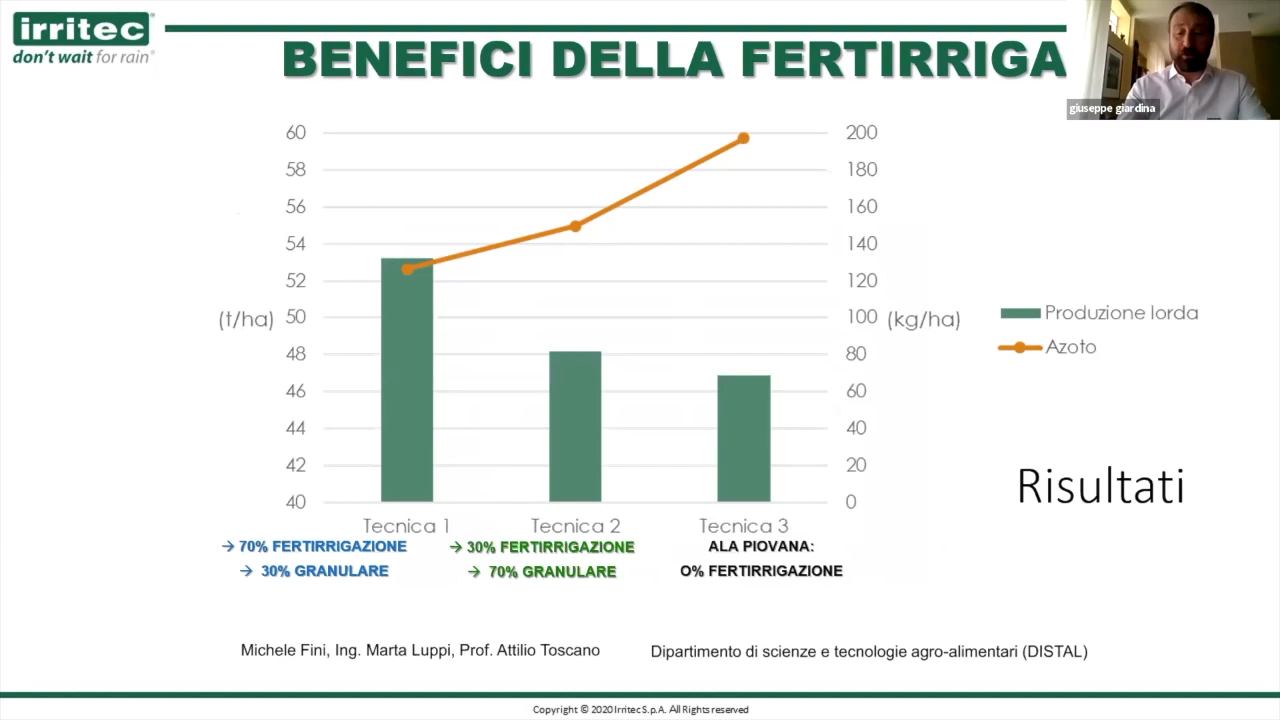 irritec
don't wait for rain®
BENEFICI DELLA FERTIRRIGA
giuseppe giardina
60
58
56
54
52
50
48
46
44
42
40
(t/ha)
200
180
160
140
120
100
80
60
40
20
0
(kg/ha)
Produzione lorda
Azoto
Risultati
Tecnica 1 Tecnica 2 Tecnica 3
→ 70% FERTIRRIGAZIONE → 30% FERTIRRIGAZIONE ALA PIOVANA:
→ 30% GRANULARE → 70% GRANULARE O% FERTIRRIGAZIONE
Michele Fini, Ing. Marta Luppi, Prof. Attilio Toscano Dipartimento di scienze e tecnologie agro-alimentari (DISTAL)
Copyright © 2020 Irritec S.p.A. All Rights reserved